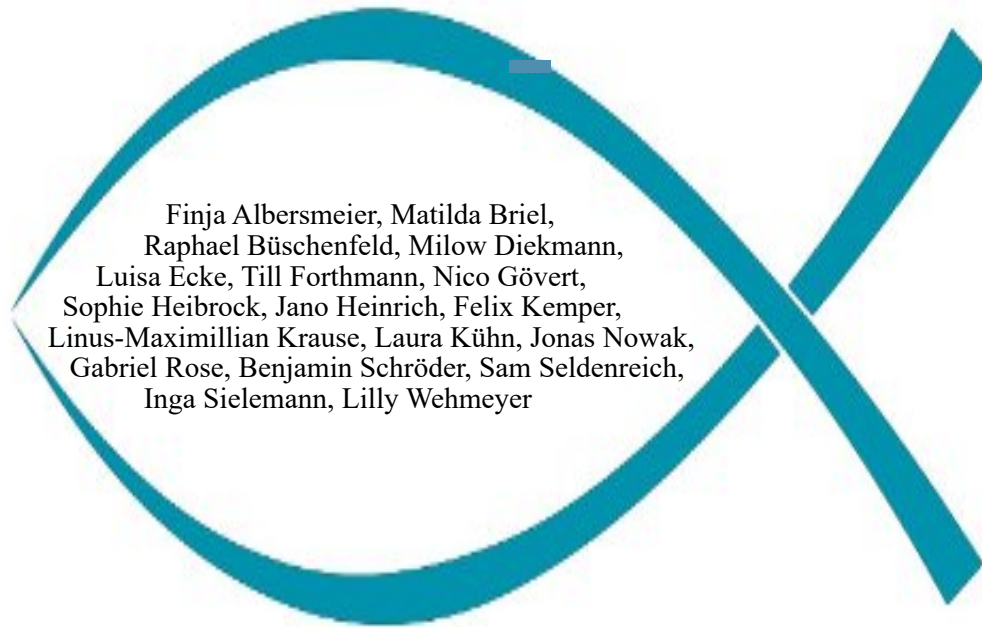 Finja Albersmeier, Matilda Briel,
Raphael Büschenfeld, Milow Diekmann,
Luisa Ecke, Till Forthmann, Nico Gövert,
Sophie Heibrock, Jano Heinrich, Felix Kemper,
Linus-Maximillian Krause, Laura Kühn, Jonas Nowak,
Gabriel Rose, Benjamin Schröder, Sam Seldenreich,
Inga Sielemann, Lilly Wehmeyer